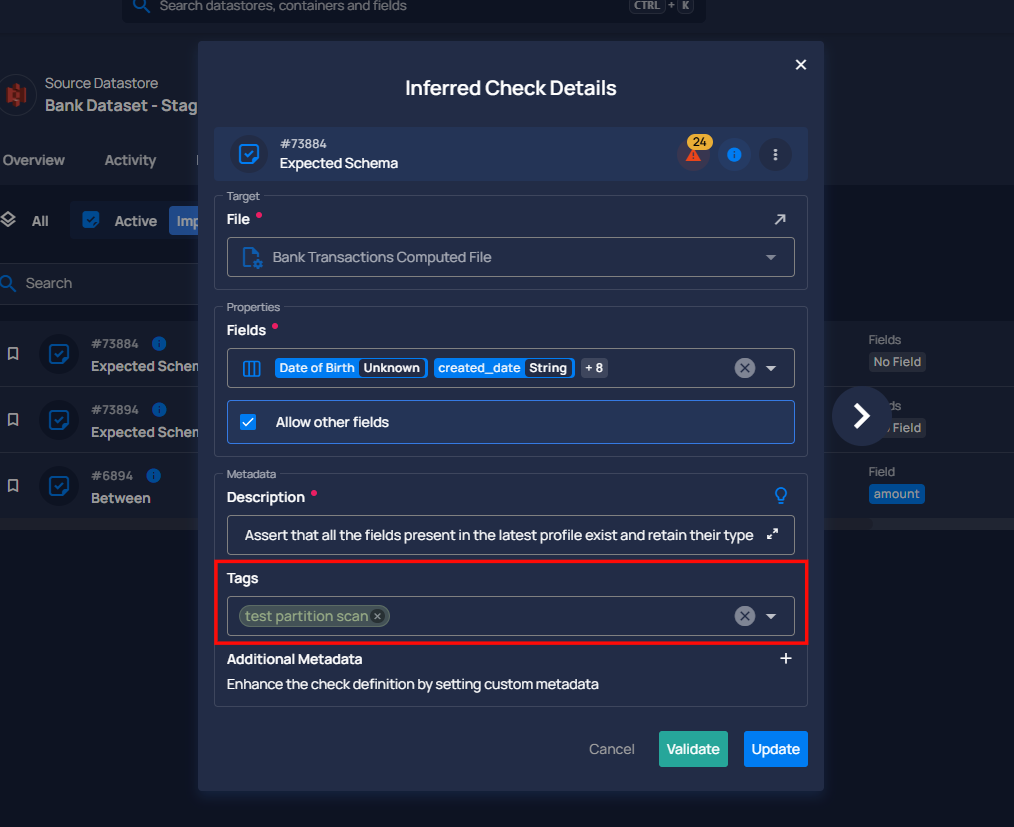 Search datastores, containers and fields CTRL + K
Source Datastore
Bank Dataset - Stag
Overview Activity
All Active Imp
Search
#73884
Expected Schem
#73894
Expected Schem
#6894
Between
Inferred Check Details
#73884
Expected Schema
24
Target
File
Bank Transactions Computed File
Properties
Fields
Date of Birth Unknown created_date String + 8
Allow other fields
Metadata
Description
Assert that all the fields present in the latest profile exist and retain their type
Tags
test partition scan
Additional Metadata
Enhance the check definition by setting custom metadata
Cancel Validate Update
Fields
No Field
ds
Field
Field
amount